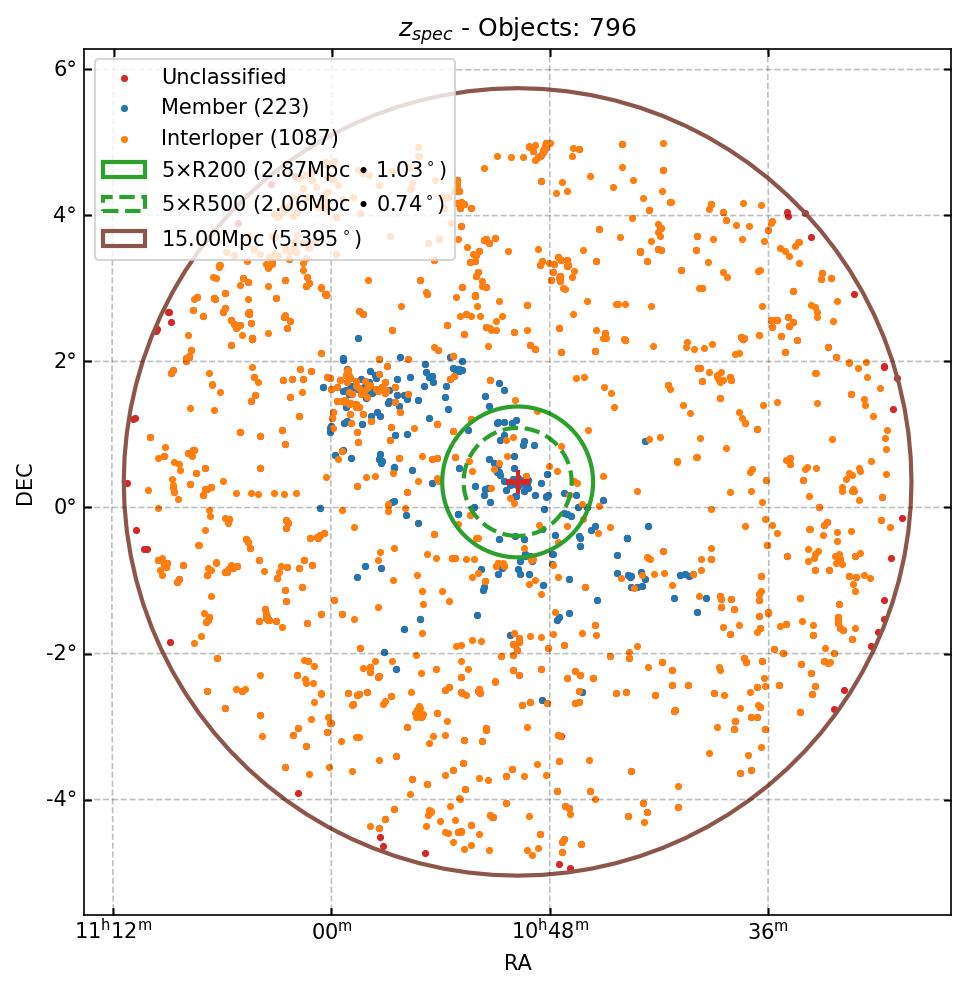 z_spec - Objects: 796
6°
Unclassified
Member (223)
Interloper (1087)
5×R200 (2.87Mpc • 1.03°)
4°
5×R500 (2.06Mpc • 0.74°)
15.00Mpc (5.395°)
2°
DEC
0°
-2°
-4°
11h12m 00m 10h48m 36m
RA